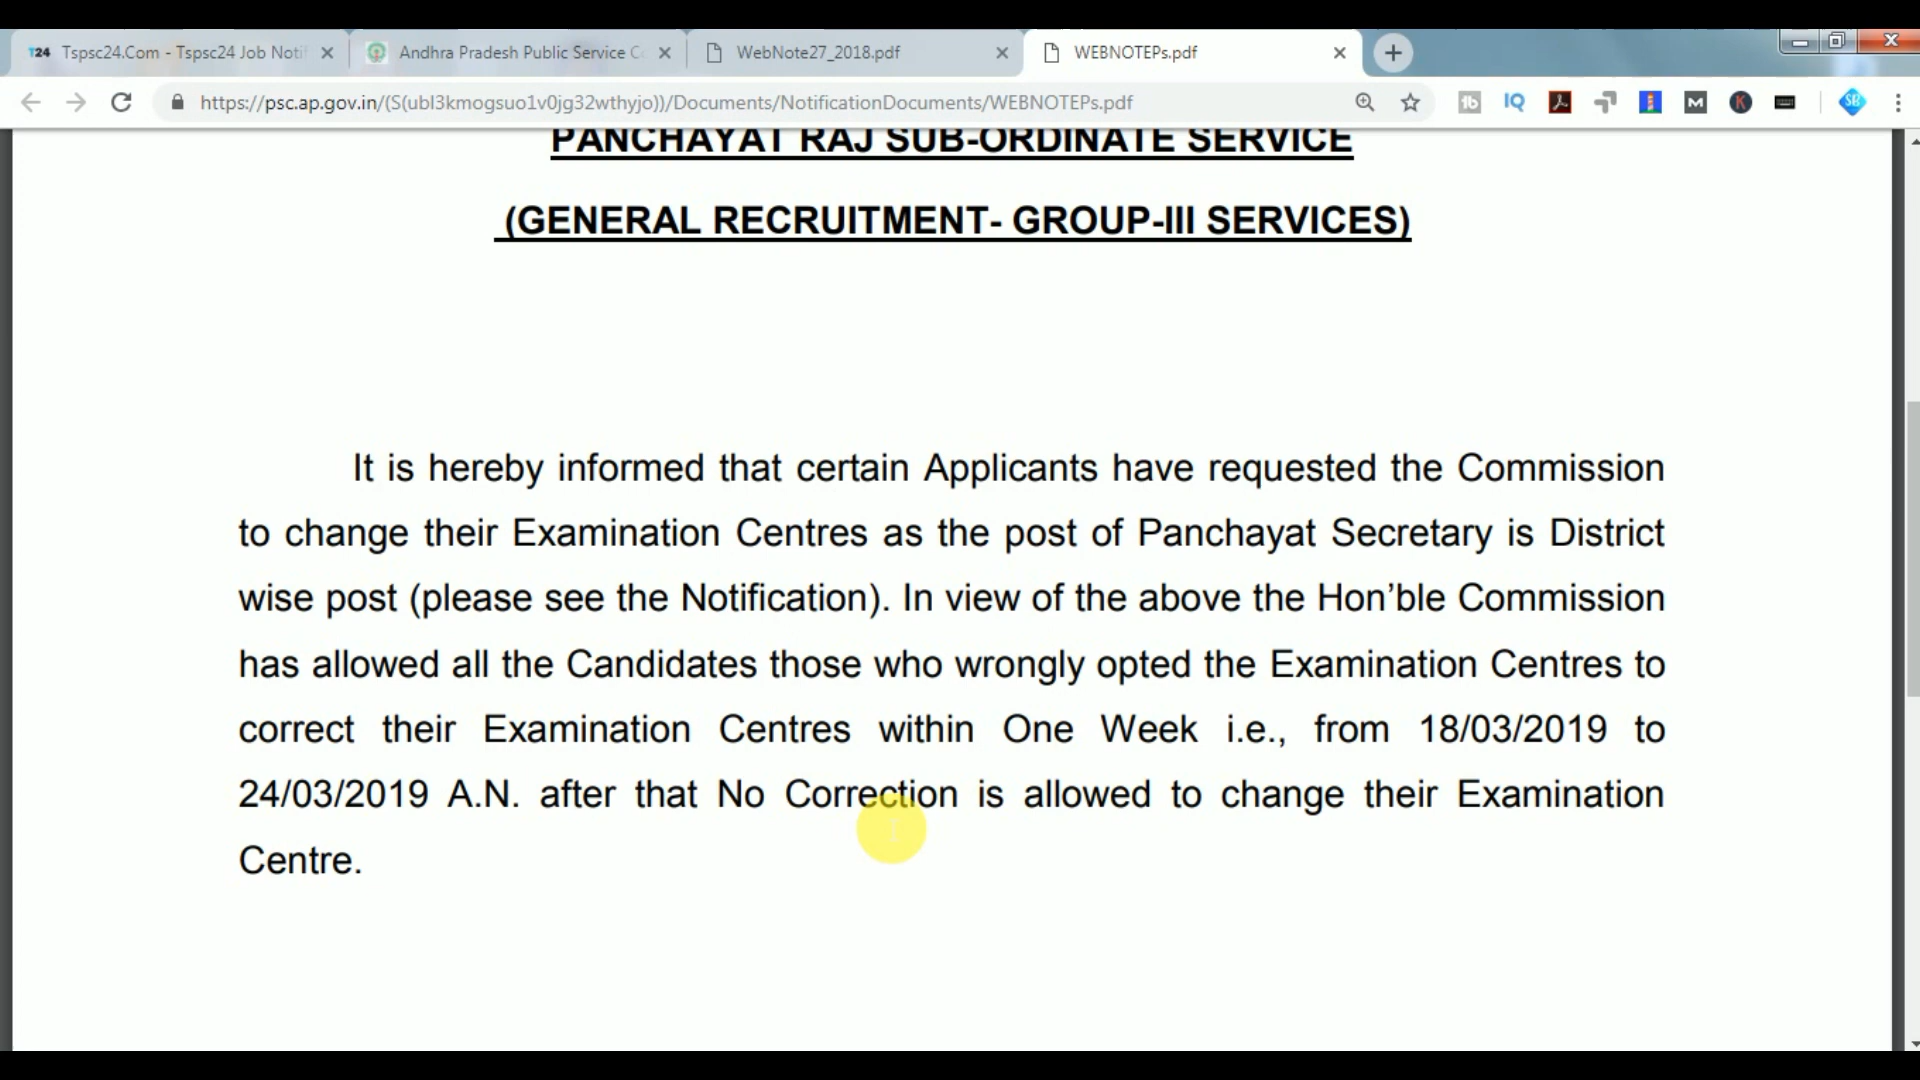 T24 Tspsc24.Com - Tspsc24 Job Noti
Andhra Pradesh Public Service C
WebNote27_2018.pdf
WEBNOTEPs.pdf
https://psc.ap.gov.in/(S(ubl3kmogsuo1v0jg32wthyjo))/Documents/NotificationDocuments/WEBNOTEPs.pdf
tb IQ M K SB
PANCHAYAT RAJ SUB-ORDINATE SERVICE
(GENERAL RECRUITMENT- GROUP-III SERVICES)
It is hereby informed that certain Applicants have requested the Commission
to change their Examination Centres as the post of Panchayat Secretary is District
wise post (please see the Notification). In view of the above the Hon’ble Commission
has allowed all the Candidates those who wrongly opted the Examination Centres to
correct their Examination Centres within One Week i.e., from 18/03/2019 to
24/03/2019 A.N. after that No Correction is allowed to change their Examination
Centre.